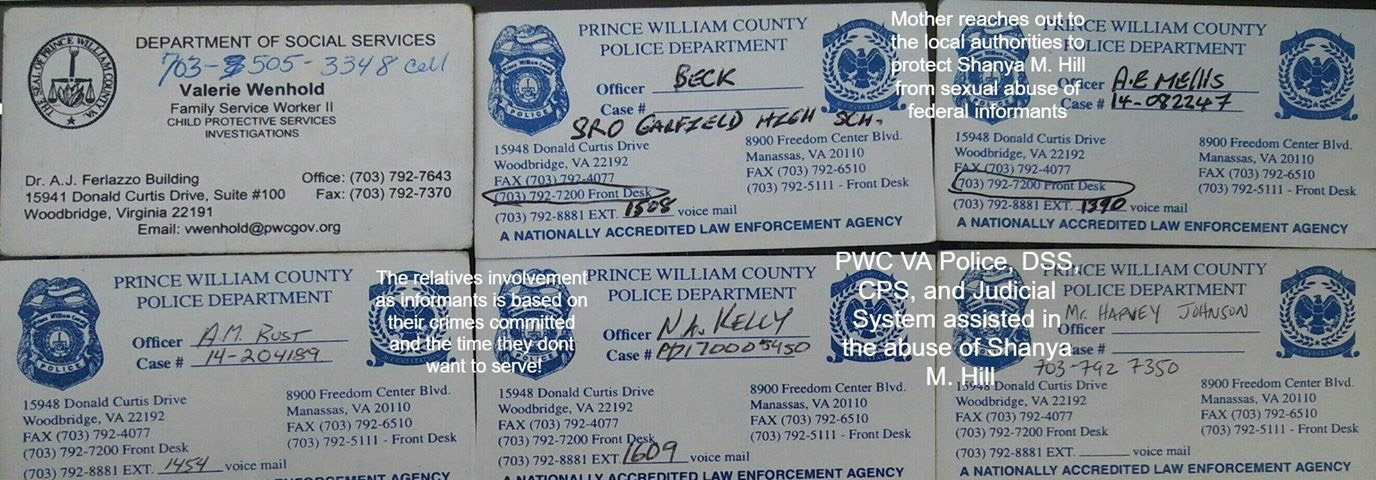 THE SEAL OF PRINCE WILLIAM COUNTY VA.
DEPARTMENT OF SOCIAL SERVICES
703-505-3348 cell
Valerie Wenhold
Family Service Worker II
CHILD PROTECTIVE SERVICES
INVESTIGATIONS
Dr. A.J. Ferlazzo Building
15941 Donald Curtis Drive, Suite #100
Woodbridge, Virginia 22191
Office: (703) 792-7643
Fax: (703) 792-7370
Email: vwenhold@pwcgov.org
PRINCE WILLIAM COUNTY
POLICE DEPARTMENT
Officer BECK
Case #
SRO GARFIELD HIGH SCH.
15948 Donald Curtis Drive
Woodbridge, VA 22192
FAX (703) 792-4077
(703) 792-7200 Front Desk
(703) 792-8881 EXT. 1508 voice mail
8900 Freedom Center Blvd.
Manassas, VA 20110
FAX (703) 792-6510
(703) 792-5111 - Front Desk
A NATIONALLY ACCREDITED LAW ENFORCEMENT AGENCY
Mother reaches out to
the local authorities to
protect Shanya M. Hill
from sexual abuse of
federal informants
PRINCE WILLIAM COUNTY
POLICE DEPARTMENT
Officer A.E Mellis
Case # 14-082247
15948 Donald Curtis Drive
Woodbridge, VA 22192
FAX (703) 792-4077
(703) 792-7200 Front Desk
(703) 792-8881 EXT. 1390 voice mail
8900 Freedom Center Blvd.
Manassas, VA 20110
FAX (703) 792-6510
(703) 792-5111 - Front Desk
A NATIONALLY ACCREDITED LAW ENFORCEMENT AGENCY
PRINCE WILLIAM COUNTY
POLICE DEPARTMENT
Officer A.M. RUST
Case # 14-204189
15948 Donald Curtis Drive
Woodbridge, VA 22192
FAX (703) 792-4077
(703) 792-7200 Front Desk
(703) 792-8881 EXT. 1454 voice mail
8900 Freedom Center Blvd.
Manassas, VA 20110
FAX (703) 792-6510
(703) 792-5111 - Front Desk
ENFORCEMENT AGENCY
The relatives involvement
as informants is based on
their crimes committed
and the time they dont
want to serve!
PRINCE WILLIAM COUNTY
POLICE DEPARTMENT
Officer N.A. KELLY
Case #
15948 Donald Curtis Drive
Woodbridge, VA 22192
FAX (703) 792-4077
(703) 792-7200 Front Desk
(703) 792-8881 EXT. 1609 voice mail
8900 Freedom Center Blvd.
Manassas, VA 20110
FAX (703) 792-6510
(703) 792-5111 - Front Desk
A NATIONALLY ACCREDITED LAW ENFORCEMENT AGENCY
PWC VA Police, DSS,
CPS, and Judicial
System assisted in
the abuse of Shanya
M. Hill
PRINCE WILLIAM COUNTY
POLICE DEPARTMENT
Mr. HARVEY JOHNSON
Officer
Case #
703-792 7350
15948 Donald Curtis Drive
Woodbridge, VA 22192
FAX (703) 792-4077
(703) 792-7200 Front Desk
(703) 792-8881 EXT. voice mail
8900 Freedom Center Blvd.
Manassas, VA 20110
FAX (703) 792-6510
(703) 792-5111 - Front Desk
A NATIONALLY ACCREDITED LAW ENFORCEMENT AGENCY